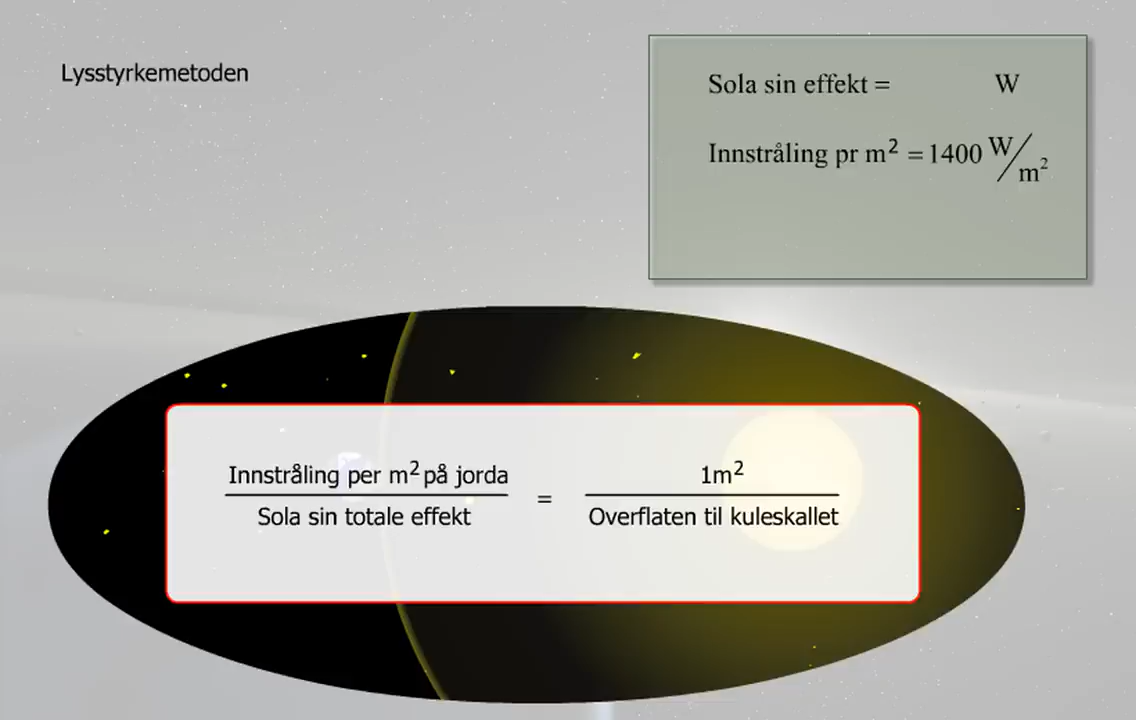 Lysstyrkemetoden
Sola sin effekt = W
Innstråling pr m² = 1400 W/m²
Innstråling per m² på jorda
Sola sin totale effekt
=
1m²
Overflaten til kuleskallet